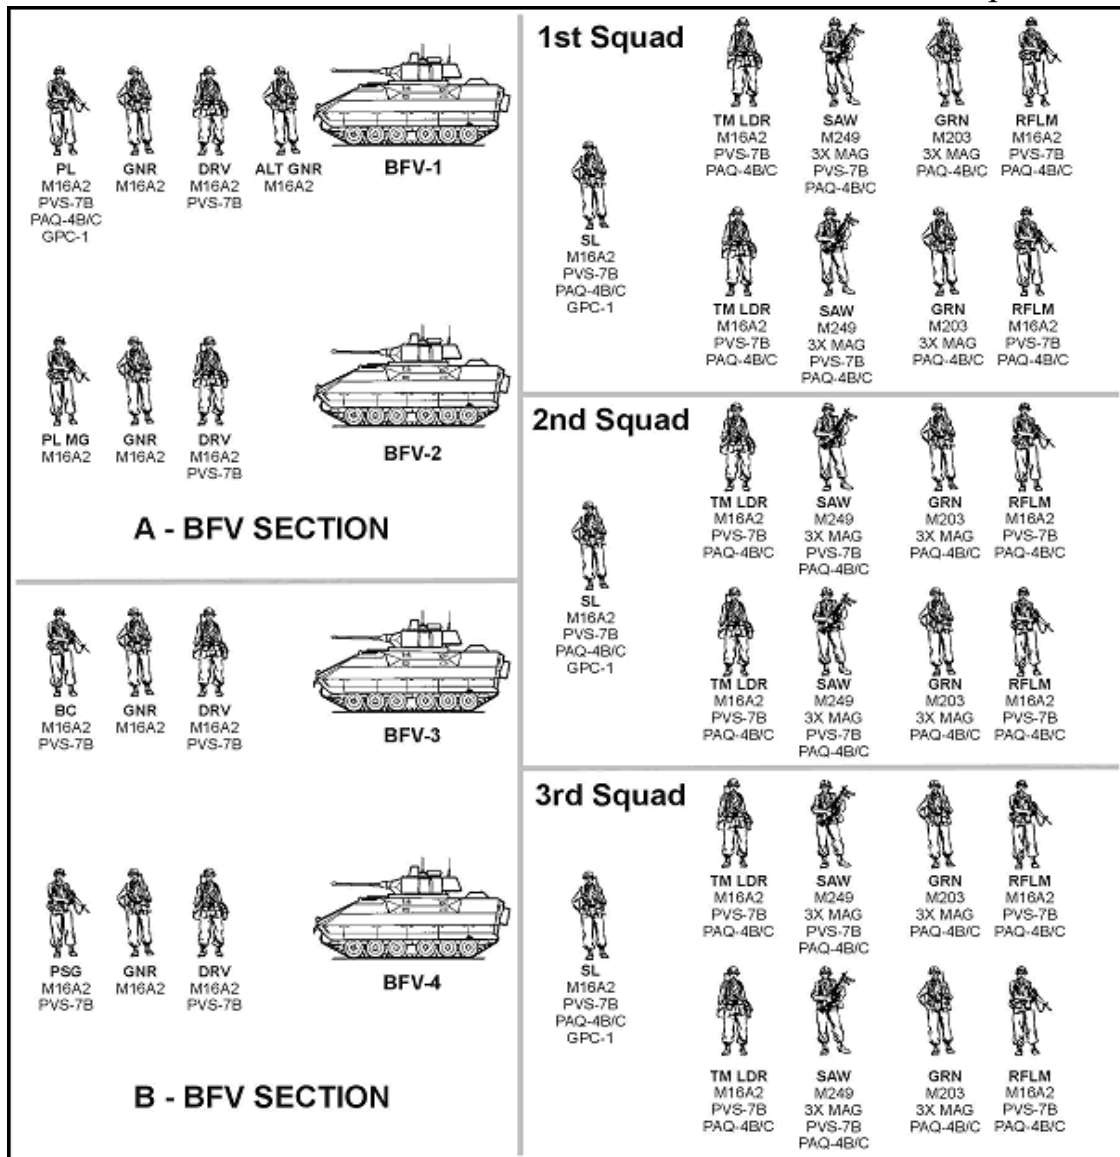 PL
M16A2
PVS-7B
PAQ-4B/C
GPC-1
GNR
M16A2
DRV
M16A2
PVS-7B
ALT GNR
M16A2
BFV-1
PL MG
M16A2
GNR
M16A2
DRV
M16A2
PVS-7B
BFV-2
A - BFV SECTION
BC
M16A2
PVS-7B
GNR
M16A2
DRV
M16A2
PVS-7B
BFV-3
PSG
M16A2
PVS-7B
GNR
M16A2
DRV
M16A2
PVS-7B
BFV-4
B - BFV SECTION
1st Squad
SL
M16A2
PVS-7B
PAQ-4B/C
GPC-1
TM LDR
M16A2
PVS-7B
PAQ-4B/C
SAW
M249
3X MAG
PVS-7B
PAQ-4B/C
GRN
M203
3X MAG
PAQ-4B/C
RFLM
M16A2
PVS-7B
PAQ-4B/C
TM LDR
M16A2
PVS-7B
PAQ-4B/C
SAW
M249
3X MAG
PVS-7B
PAQ-4B/C
GRN
M203
3X MAG
PAQ-4B/C
RFLM
M16A2
PVS-7B
PAQ-4B/C
2nd Squad
SL
M16A2
PVS-7B
PAQ-4B/C
GPC-1
TM LDR
M16A2
PVS-7B
PAQ-4B/C
SAW
M249
3X MAG
PVS-7B
PAQ-4B/C
GRN
M203
3X MAG
PAQ-4B/C
RFLM
M16A2
PVS-7B
PAQ-4B/C
TM LDR
M16A2
PVS-7B
PAQ-4B/C
SAW
M249
3X MAG
PVS-7B
PAQ-4B/C
GRN
M203
3X MAG
PAQ-4B/C
RFLM
M16A2
PVS-7B
PAQ-4B/C
3rd Squad
SL
M16A2
PVS-7B
PAQ-4B/C
GPC-1
TM LDR
M16A2
PVS-7B
PAQ-4B/C
SAW
M249
3X MAG
PVS-7B
PAQ-4B/C
GRN
M203
3X MAG
PAQ-4B/C
RFLM
M16A2
PVS-7B
PAQ-4B/C
TM LDR
M16A2
PVS-7B
PAQ-4B/C
SAW
M249
3X MAG
PVS-7B
PAQ-4B/C
GRN
M203
3X MAG
PAQ-4B/C
RFLM
M16A2
PVS-7B
PAQ-4B/C